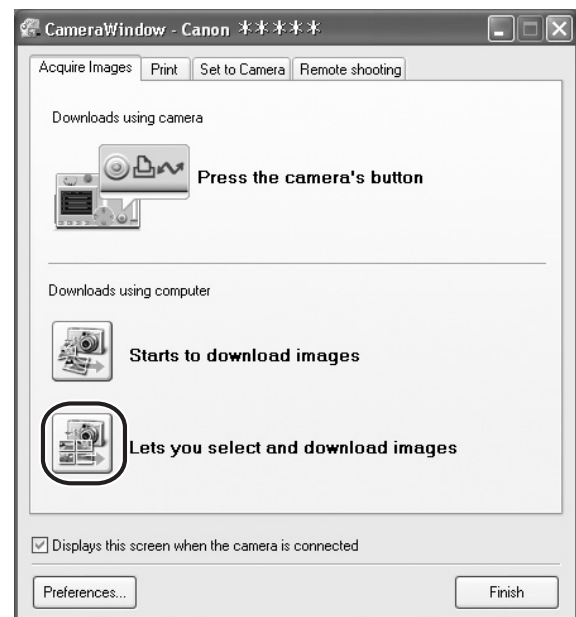 CameraWindow - Canon *****
Acquire Images Print Set to Camera Remote shooting
Downloads using camera
Press the camera's button
Downloads using computer
Starts to download images
Lets you select and download images
Displays this screen when the camera is connected
Preferences... Finish